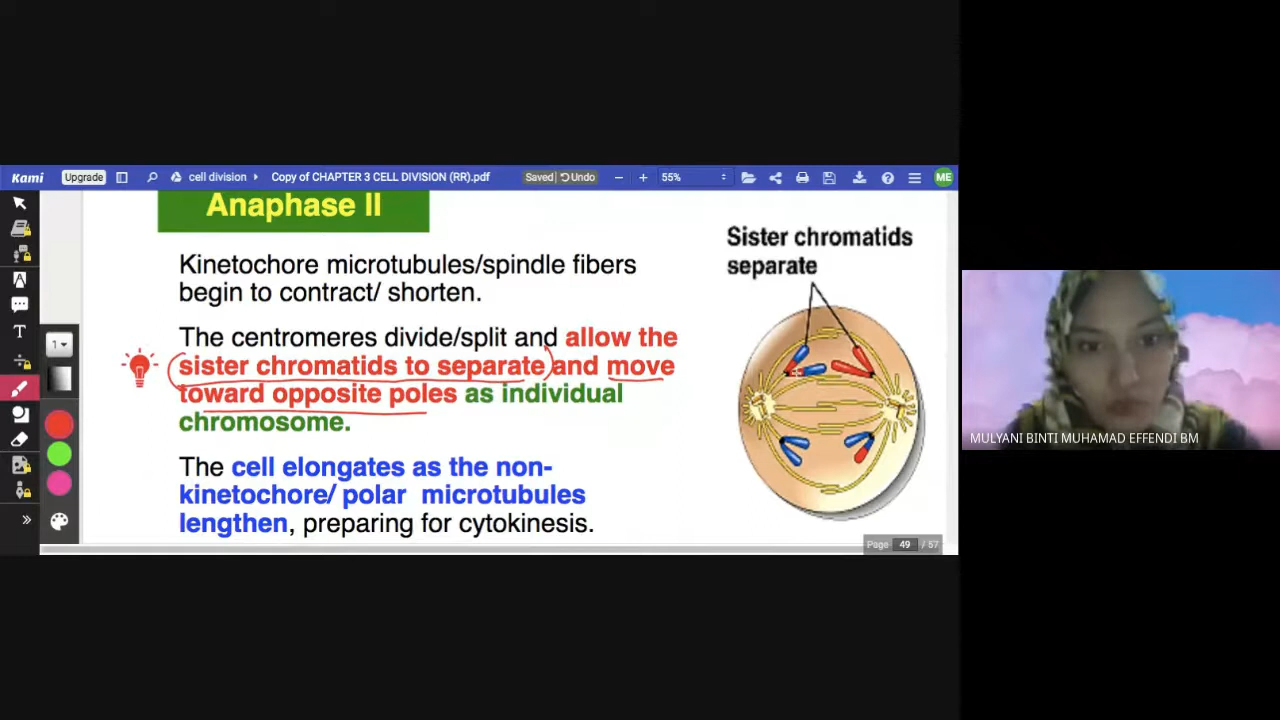 Kami
Upgrade
cell division
Copy of CHAPTER 3 CELL DIVISION (RR).pdf
Saved
Undo
55%
ME
Anaphase II
Kinetochore microtubules/spindle fibers
begin to contract/ shorten.
The centromeres divide/split and allow the
sister chromatids to separate and move
toward opposite poles as individual
chromosome.
The cell elongates as the non-
kinetochore/ polar microtubules
lengthen, preparing for cytokinesis.
Sister chromatids
separate
1
Page 49 / 57
MULYANI BINTI MUHAMAD EFFENDI BM